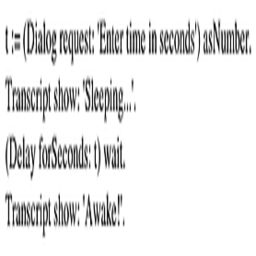 t := (Dialog request: 'Enter time in seconds') asNumber.
Transcript show: 'Sleeping...'.
(Delay forSeconds: t) wait.
Transcript show: 'Awake!'.